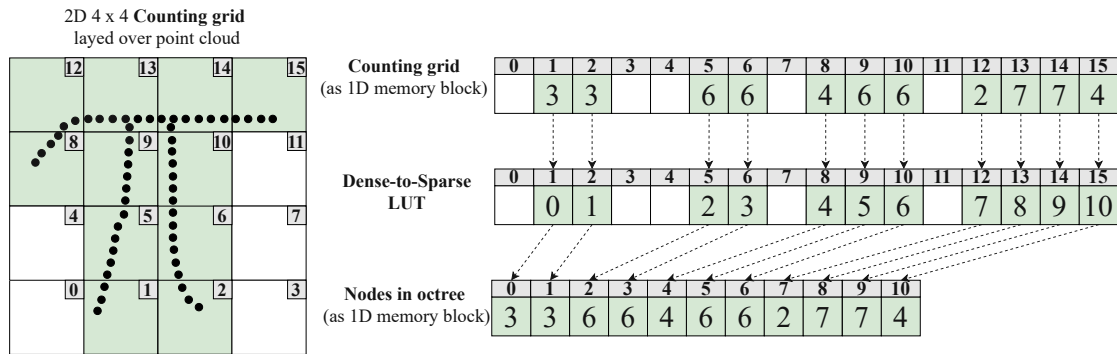 2D 4 x 4 Counting grid
layed over point cloud
12 13 14 15
8 9 10 11
4 5 6 7
0 1 2 3
Counting grid
(as 1D memory block)
0 1 2 3 4 5 6 7 8 9 10 11 12 13 14 15
3 3 6 6 4 6 6 2 7 7 4
Dense-to-Sparse
LUT
0 1 2 3 4 5 6 7 8 9 10 11 12 13 14 15
0 1 2 3 4 5 6 7 8 9 10
Nodes in octree
(as 1D memory block)
0 1 2 3 4 5 6 7 8 9 10
3 3 6 6 4 6 6 2 7 7 4